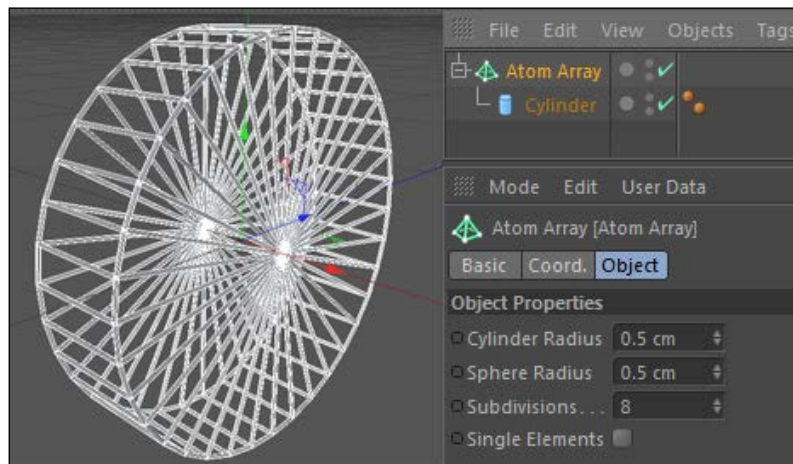 File Edit View Objects Tags
Atom Array
Cylinder
Mode Edit User Data
Atom Array [Atom Array]
Basic Coord. Object
Object Properties
Cylinder Radius 0.5 cm
Sphere Radius 0.5 cm
Subdivisions . . . 8
Single Elements